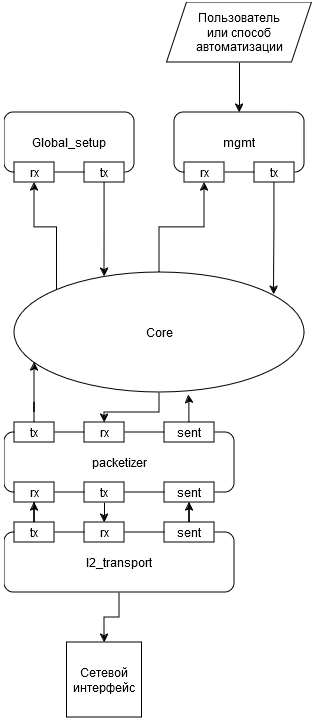 Пользователь
или способ
автоматизации
Global_setup
mgmt
rx
tx
rx
tx
Core
tx
rx
sent
packetizer
rx
tx
sent
tx
rx
sent
l2_transport
Сетевой
интерфейс